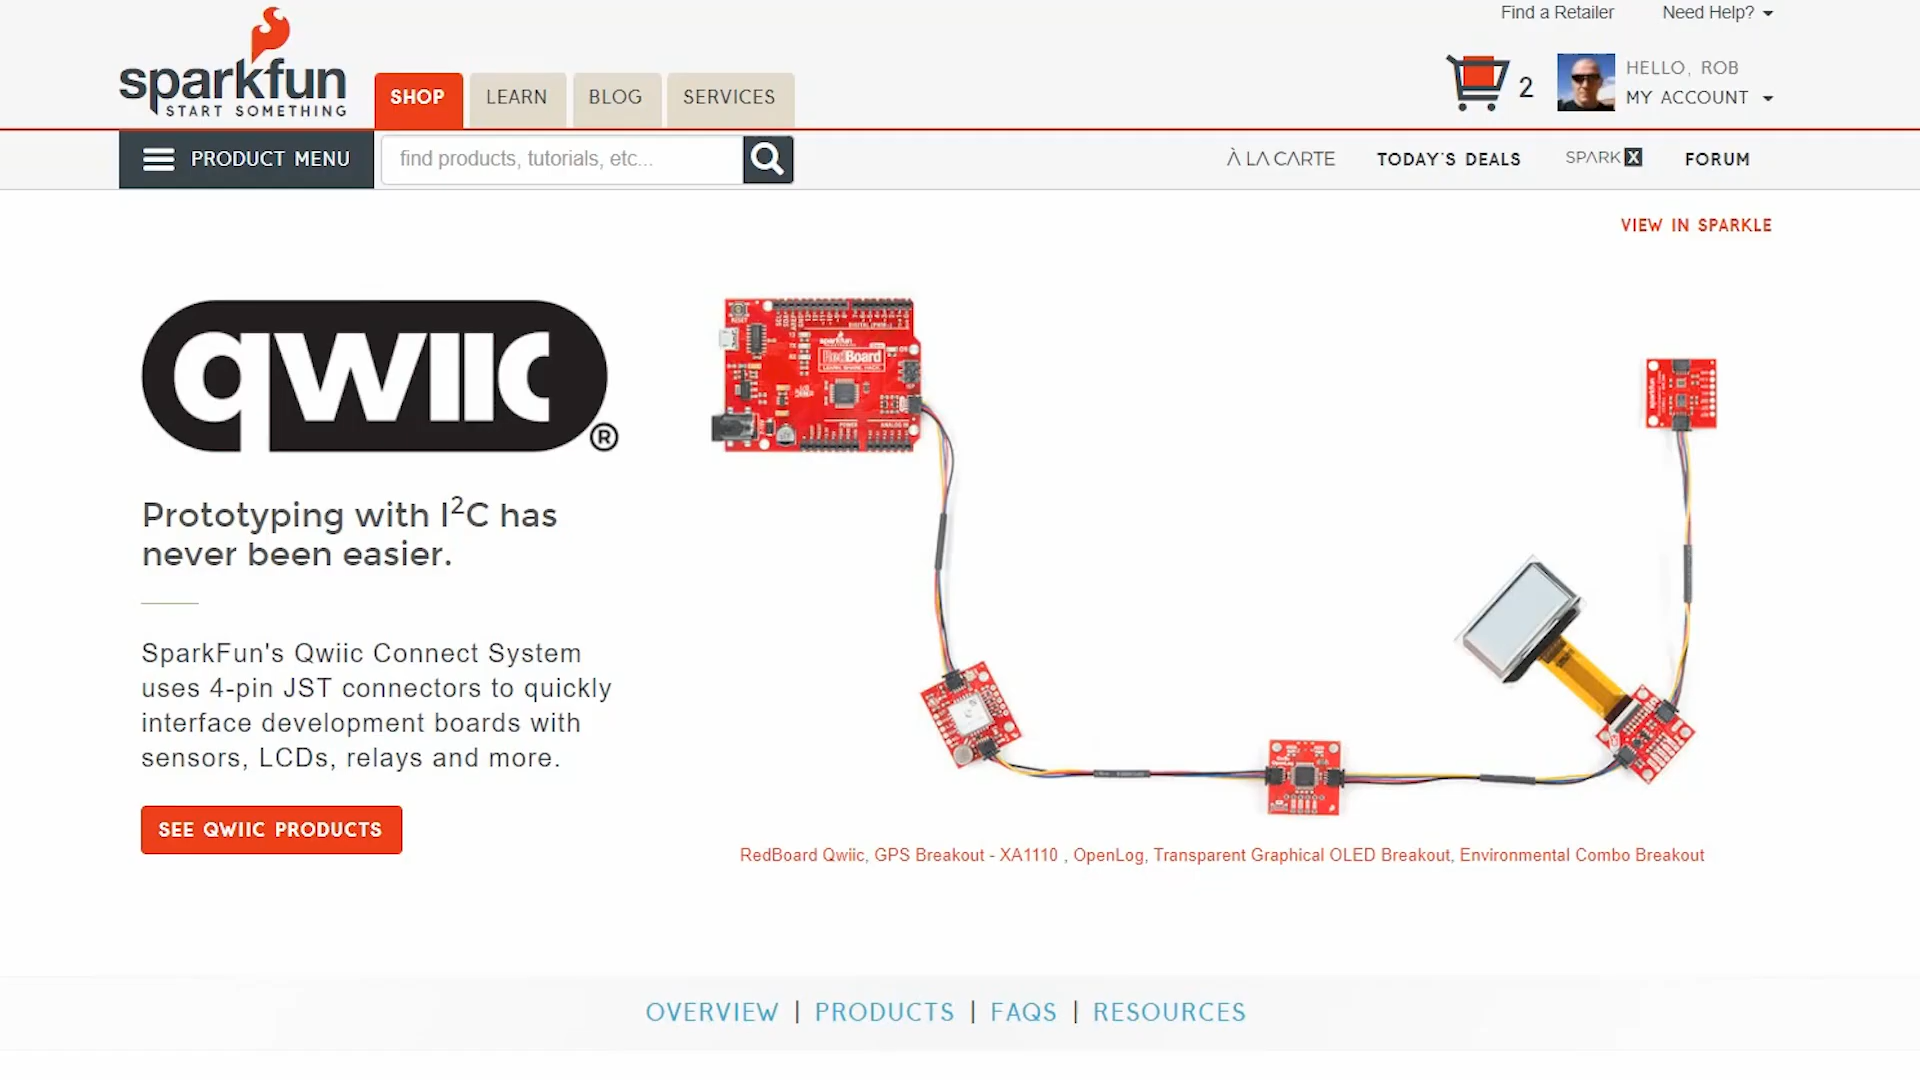 Find a Retailer
Need Help?
sparkfun
START SOMETHING
SHOP
LEARN
BLOG
SERVICES
2
HELLO, ROB
MY ACCOUNT
PRODUCT MENU
find products, tutorials, etc...
À LA CARTE
TODAY'S DEALS
SPARK X
FORUM
VIEW IN SPARKLE
qwiic®
Prototyping with I²C has
never been easier.
SparkFun's Qwiic Connect System
uses 4-pin JST connectors to quickly
interface development boards with
sensors, LCDs, relays and more.
SEE QWIIC PRODUCTS
sparkfun
RedBoard
RedBoard Qwiic, GPS Breakout - XA1110 , OpenLog, Transparent Graphical OLED Breakout, Environmental Combo Breakout
OVERVIEW | PRODUCTS | FAQS | RESOURCES